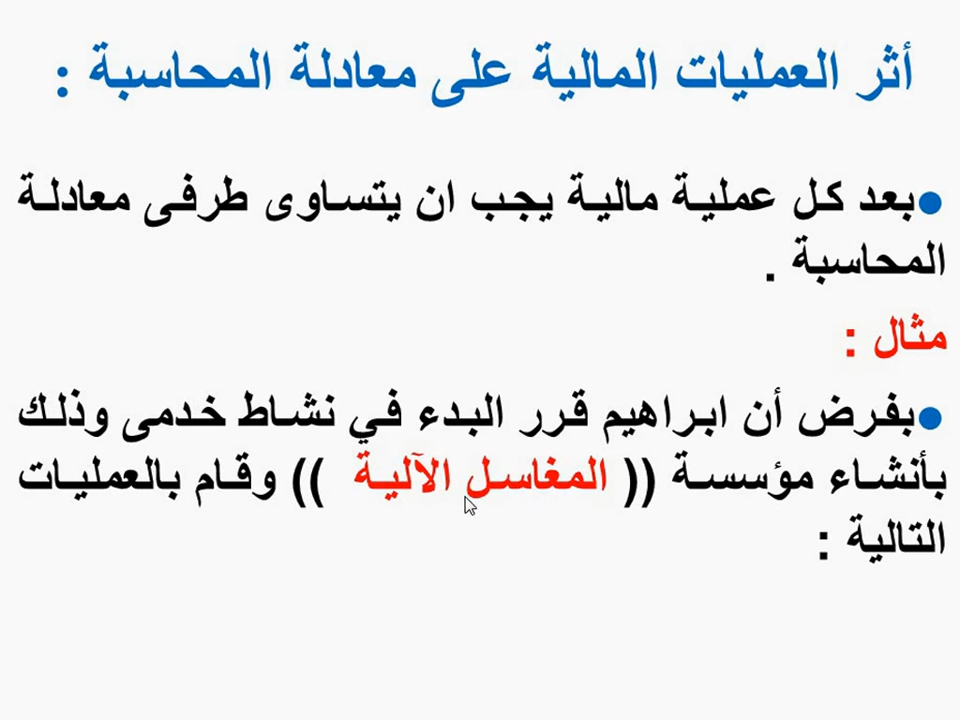 أثر العمليات المالية على معادلة المحاسبة :
●بعد كل عملية مالية يجب ان يتساوى طرفى معادلة
المحاسبة .
مثال :
●بفرض أن ابراهيم قرر البدء في نشاط خدمى وذلك
بأنشاء مؤسسة (( المغاسل الآلية )) وقام بالعمليات
التالية :